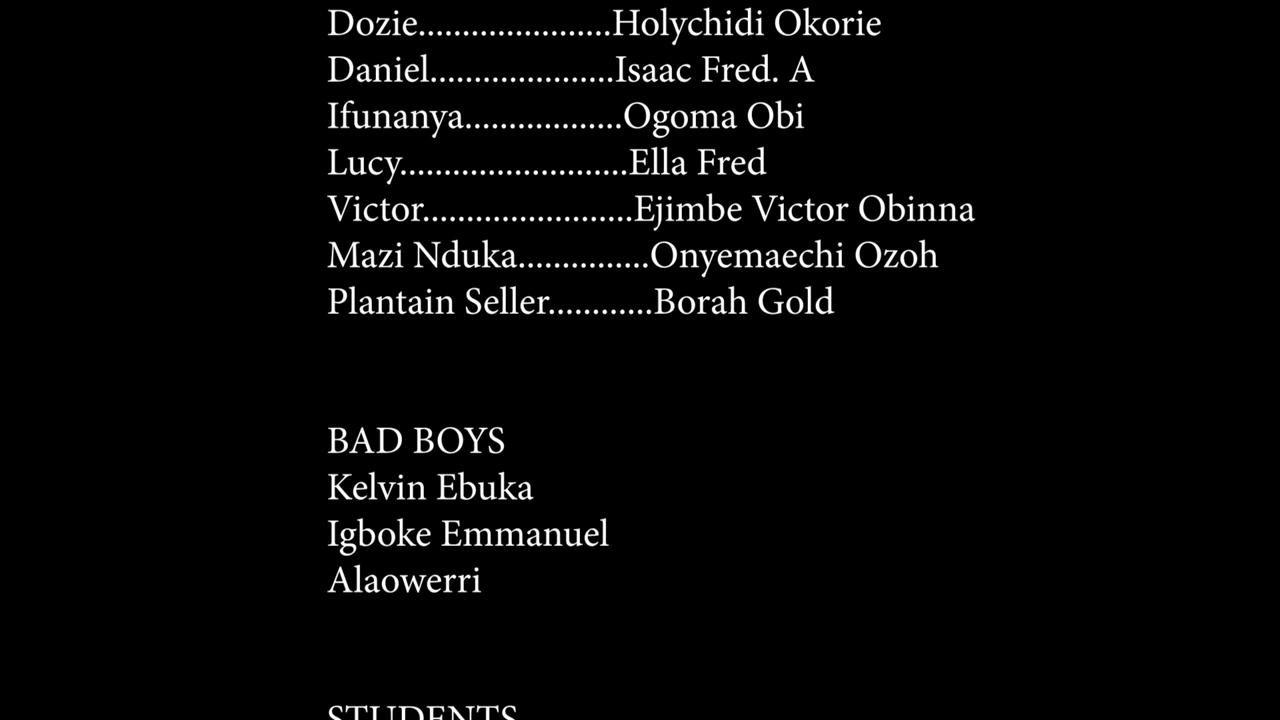 Dozie......................Holychidi Okorie
Daniel.....................Isaac Fred. A
Ifunanya..................Ogoma Obi
Lucy..........................Ella Fred
Victor........................Ejimbe Victor Obinna
Mazi Nduka...............Onyemaechi Ozoh
Plantain Seller............Borah Gold
BAD BOYS
Kelvin Ebuka
Igboke Emmanuel
Alaowerri
STUDENTS